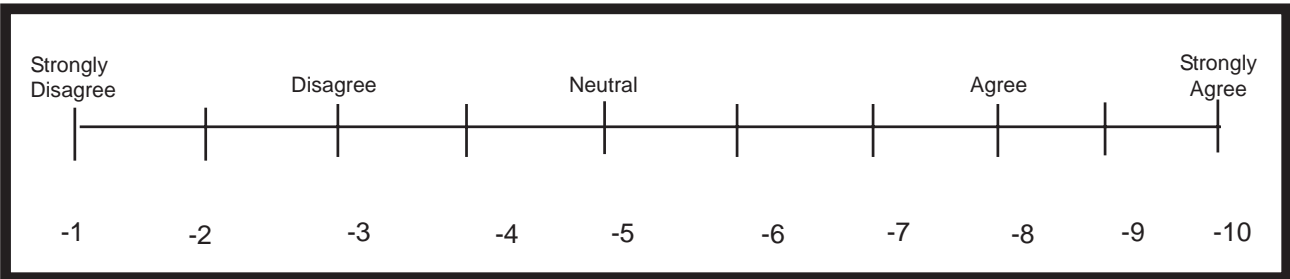 Strongly
Disagree
Disagree
Neutral
Agree
Strongly
Agree
-1 -2 -3 -4 -5 -6 -7 -8 -9 -10